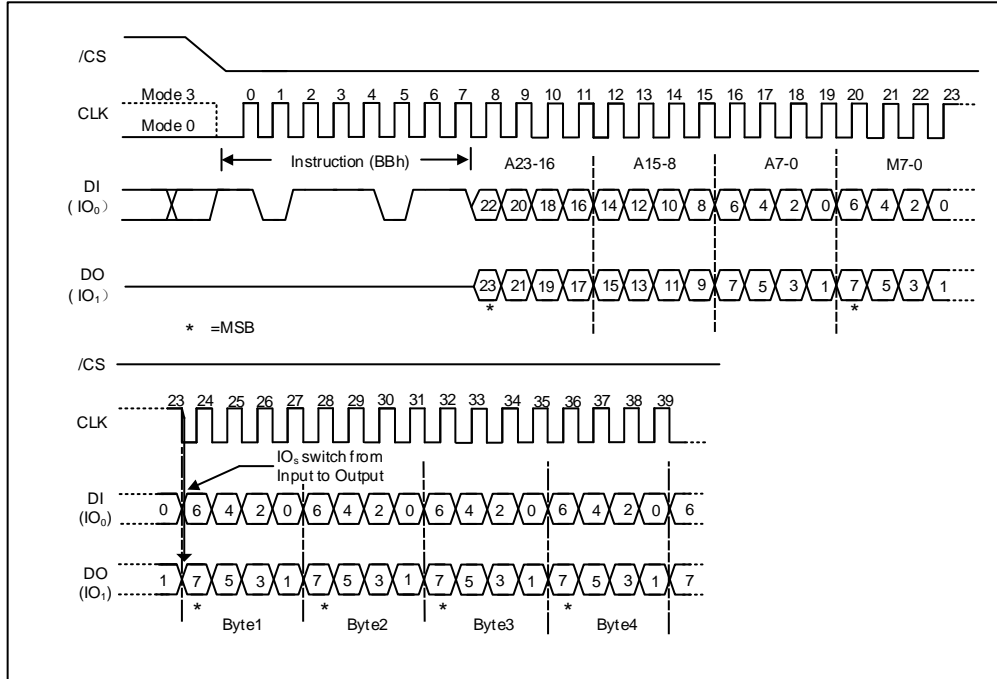 /CS
Mode 3 0 1 2 3 4 5 6 7 8 9 10 11 12 13 14 15 16 17 18 19 20 21 22 23
CLK
Mode 0
Instruction (BBh) A23-16 A15-8 A7-0 M7-0
DI
( IO₀) 22 20 18 16 14 12 10 8 6 4 2 0 6 4 2 0
DO
( IO₁) 23 21 19 17 15 13 11 9 7 5 3 1 7 5 3 1
* *
* =MSB
/CS
23 24 25 26 27 28 29 30 31 32 33 34 35 36 37 38 39
CLK
IOₛ switch from
Input to Output
DI
(IO₀) 0 6 4 2 0 6 4 2 0 6 4 2 0 6 4 2 0 6
DO
(IO₁) 1 7 5 3 1 7 5 3 1 7 5 3 1 7 5 3 1 7
* * * *
Byte1 Byte2 Byte3 Byte4